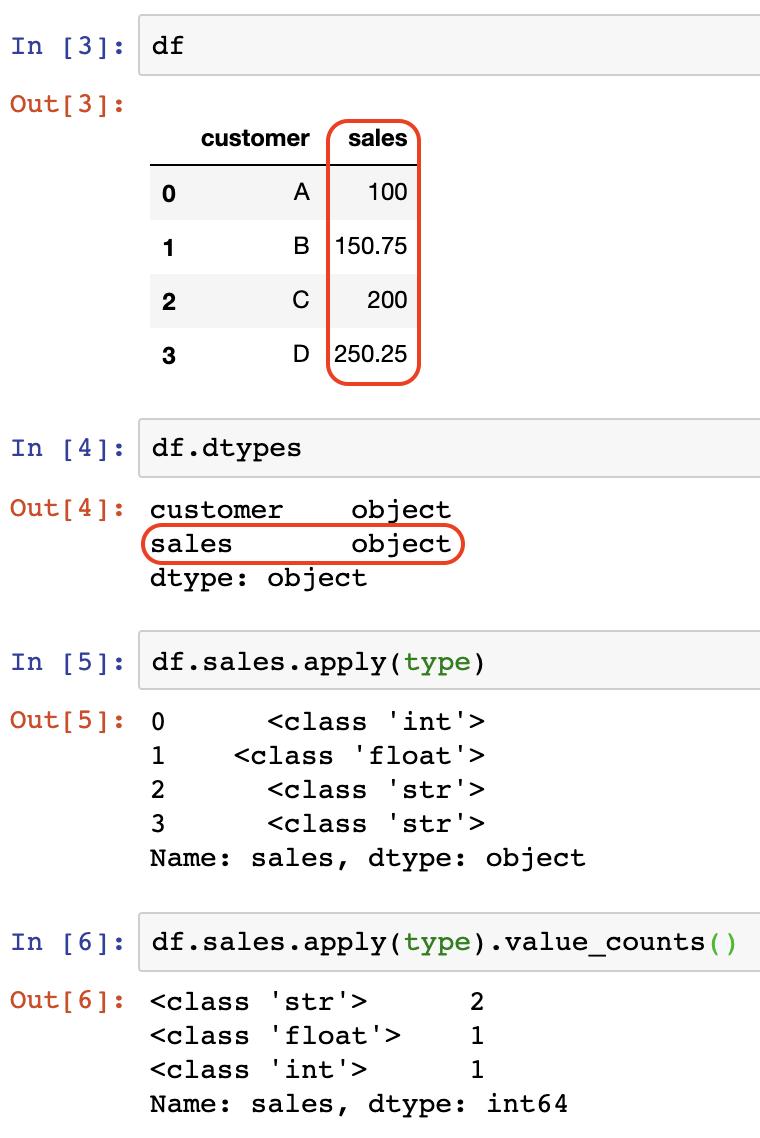 In [3]: df
Out[3]:
customer sales
0 A 100
1 B 150.75
2 C 200
3 D 250.25
In [4]: df.dtypes
Out[4]: customer object
sales object
dtype: object
In [5]: df.sales.apply(type)
Out[5]: 0 <class 'int'>
1 <class 'float'>
2 <class 'str'>
3 <class 'str'>
Name: sales, dtype: object
In [6]: df.sales.apply(type).value_counts()
Out[6]: <class 'str'> 2
<class 'float'> 1
<class 'int'> 1
Name: sales, dtype: int64